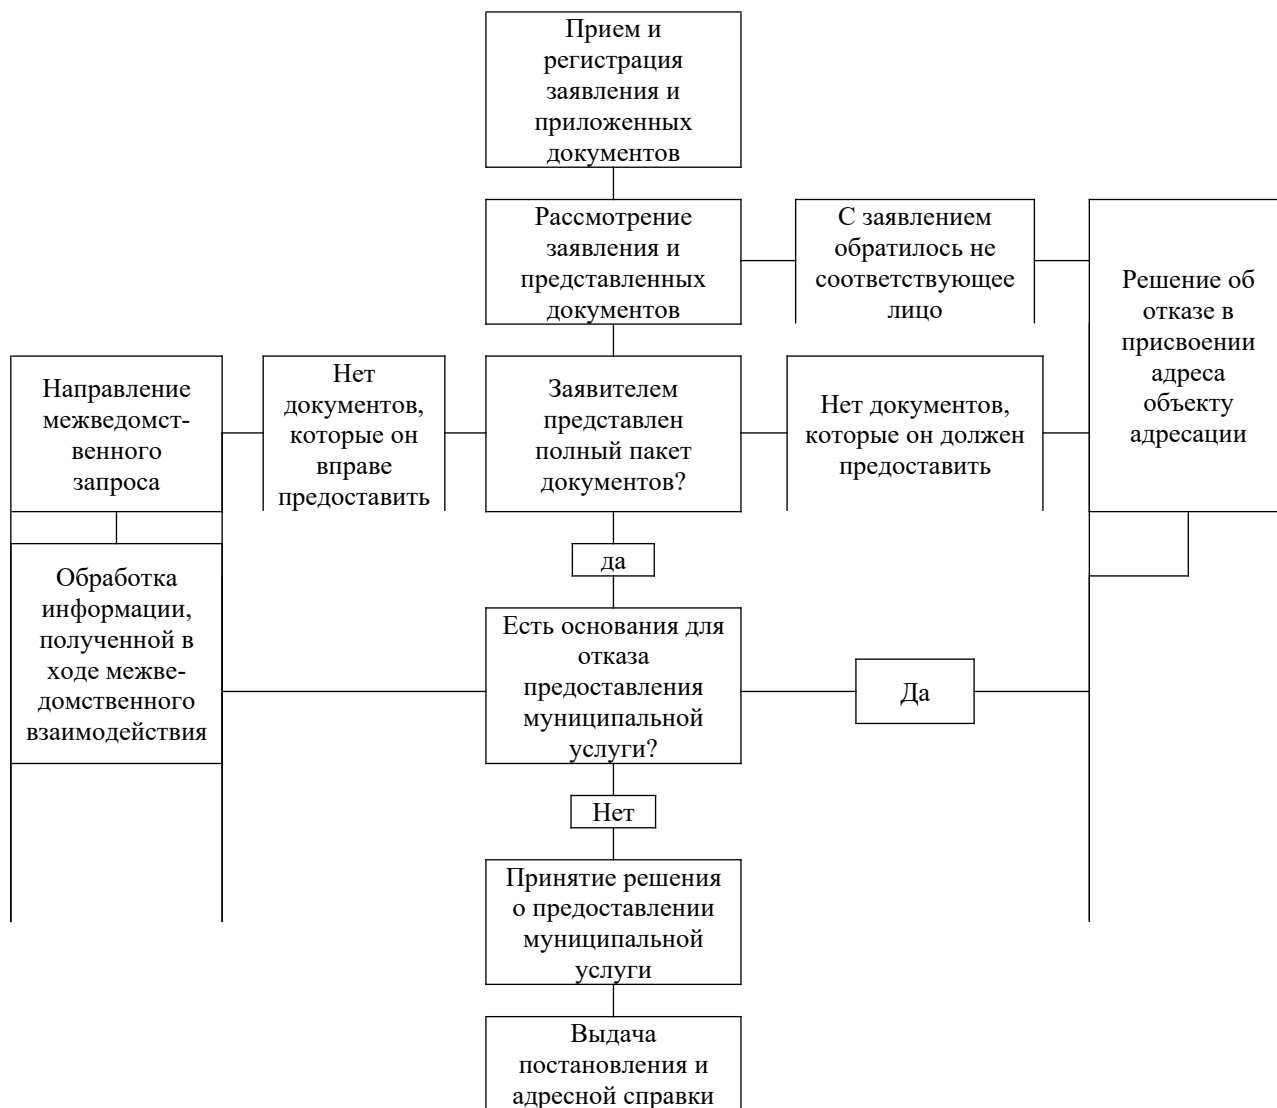 Прием и
регистрация
заявления и
приложенных
документов
Рассмотрение
заявления и
представленных
документов
С заявлением
обратилось не
соответствующее
лицо
Решение об
отказе в
присвоении
адреса
объекту
адресации
Направление
межведомст-
венного
запроса
Нет
документов,
которые он
вправе
предоставить
Заявителем
представлен
полный пакет
документов?
Нет документов,
которые он должен
предоставить
да
Обработка
информации,
полученной в
ходе межве-
домственного
взаимодействия
Есть основания для
отказа
предоставления
муниципальной
услуги?
Да
Нет
Принятие решения
о предоставлении
муниципальной
услуги
Выдача
постановления и
адресной справки